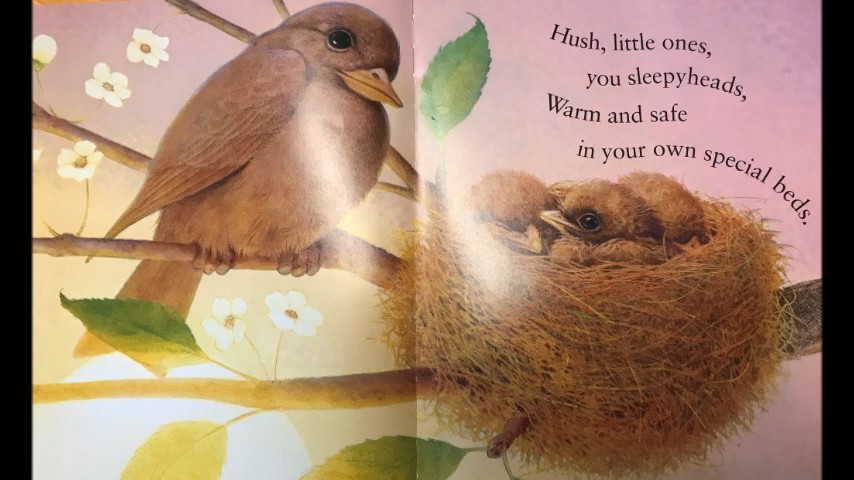 Hush, little ones,
you sleepyheads,
Warm and safe
in your own special beds.